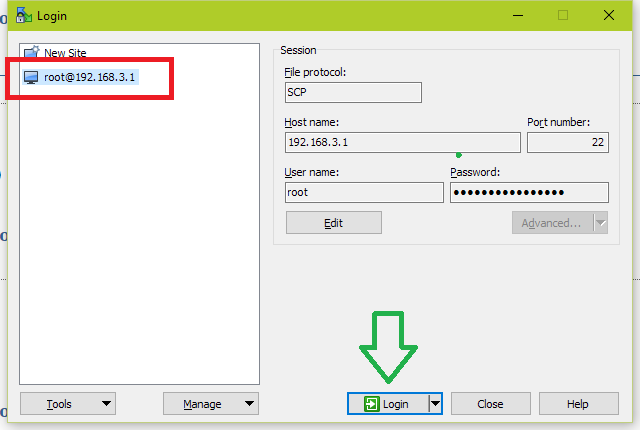 Login
New Site
root@192.168.3.1
Session
File protocol:
SCP
Host name:
Port number:
192.168.3.1
22
User name:
Password:
root
••••••••••••••••
Edit
Advanced...
Tools
Manage
Login
Close
Help